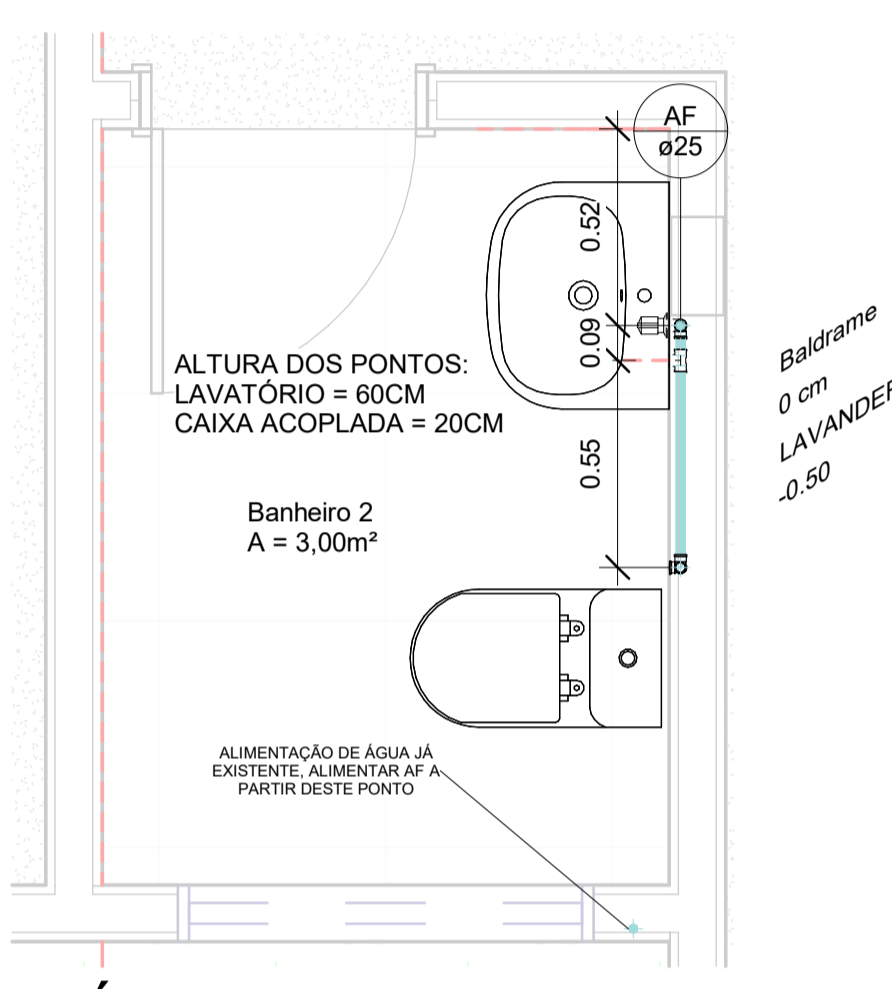 AF
ø25
0.52
0.09
0.55
ALTURA DOS PONTOS:
LAVATÓRIO = 60CM
CAIXA ACOPLADA = 20CM
Banheiro 2
A = 3,00m²
Baldrame
0 cm
LAVANDER
-0.50
ALIMENTAÇÃO DE ÁGUA JÁ
EXISTENTE, ALIMENTAR AF A
PARTIR DESTE PONTO